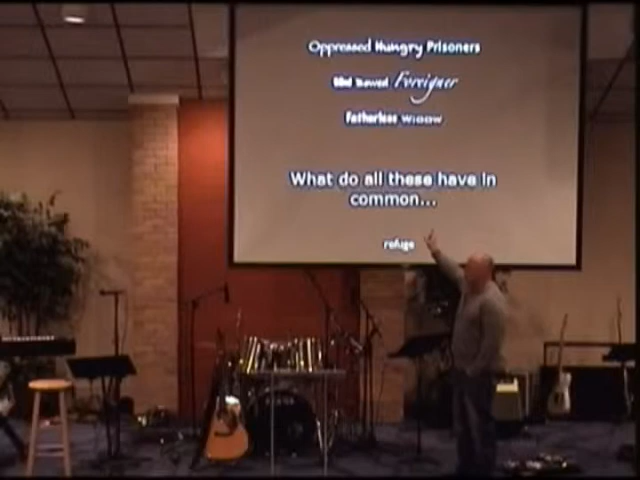 Oppressed Hungry Prisoners
Blind Bowed Foreigner
Fatherless Widow
What do all these have in
common...
refuge